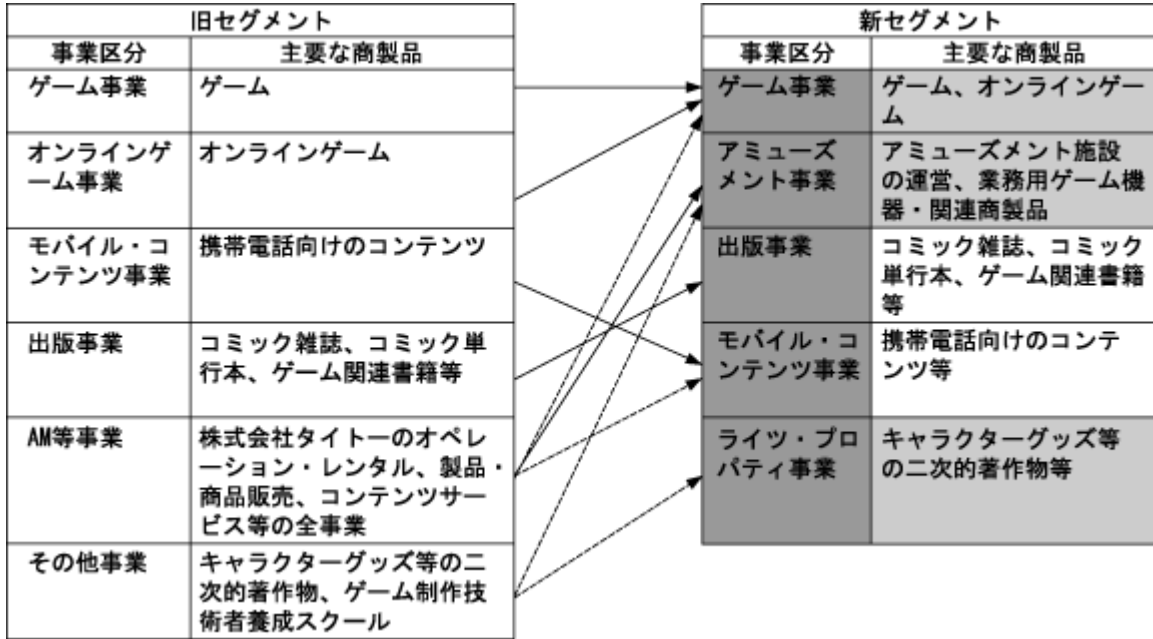 旧セグメント
事業区分
主要な商製品
ゲーム事業
ゲーム
オンラインゲ
ーム事業
オンラインゲーム
モバイル・コ
ンテンツ事業
携帯電話向けのコンテンツ
出版事業
コミック雑誌、コミック単
行本、ゲーム関連書籍等
AM等事業
株式会社タイトーのオペレ
ーション・レンタル、製品・
商品販売、コンテンツサー
ビス等の全事業
その他事業
キャラクターグッズ等の二
次的著作物、ゲーム制作技
術者養成スクール
新セグメント
事業区分
主要な商製品
ゲーム事業
ゲーム、オンラインゲー
ム
アミューズ
メント事業
アミューズメント施設
の運営、業務用ゲーム機
器・関連商製品
出版事業
コミック雑誌、コミック
単行本、ゲーム関連書籍
等
モバイル・コ
ンテンツ事業
携帯電話向けのコンテ
ンツ等
ライツ・プロ
パティ事業
キャラクターグッズ等
の二次的著作物等